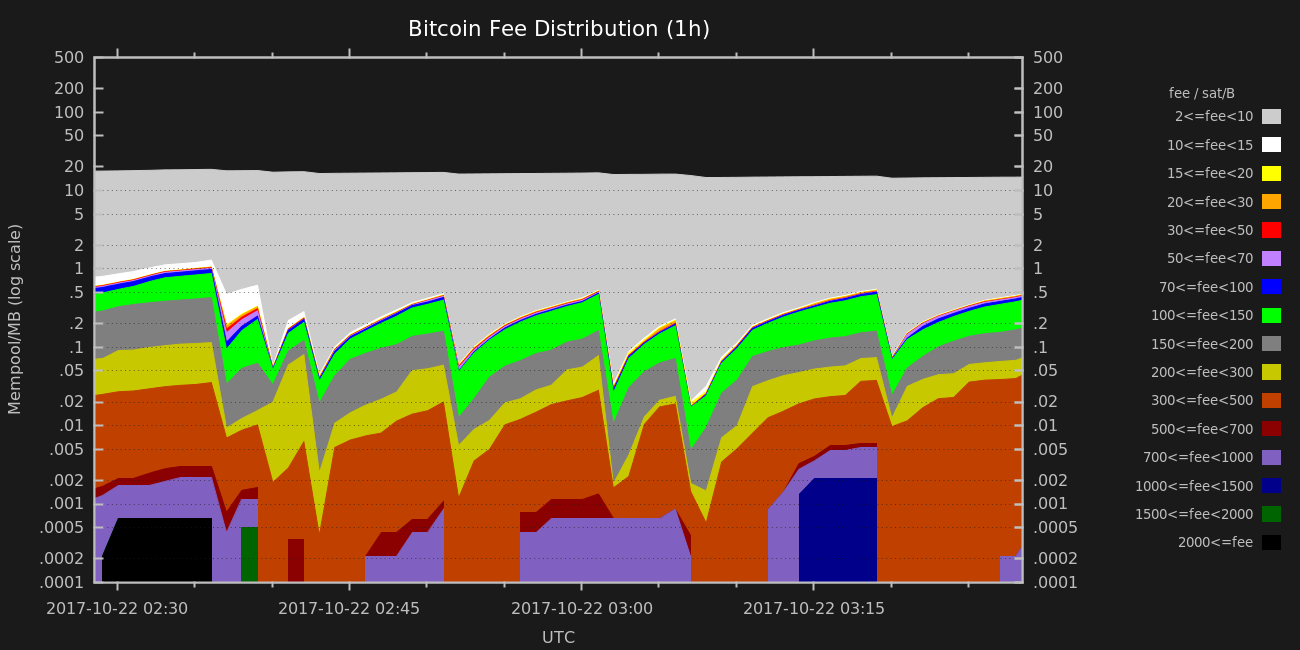 Bitcoin Fee Distribution (1h)
Mempool/MB (log scale)
500
200
100
50
20
10
5
2
1
.5
.2
.1
.05
.02
.01
.005
.002
.001
.0005
.0002
.0001
500
200
100
50
20
10
5
2
1
.5
.2
.1
.05
.02
.01
.005
.002
.001
.0005
.0002
.0001
2017-10-22 02:30 2017-10-22 02:45 2017-10-22 03:00 2017-10-22 03:15
UTC
fee / sat/B
2<=fee<10
10<=fee<15
15<=fee<20
20<=fee<30
30<=fee<50
50<=fee<70
70<=fee<100
100<=fee<150
150<=fee<200
200<=fee<300
300<=fee<500
500<=fee<700
700<=fee<1000
1000<=fee<1500
1500<=fee<2000
2000<=fee